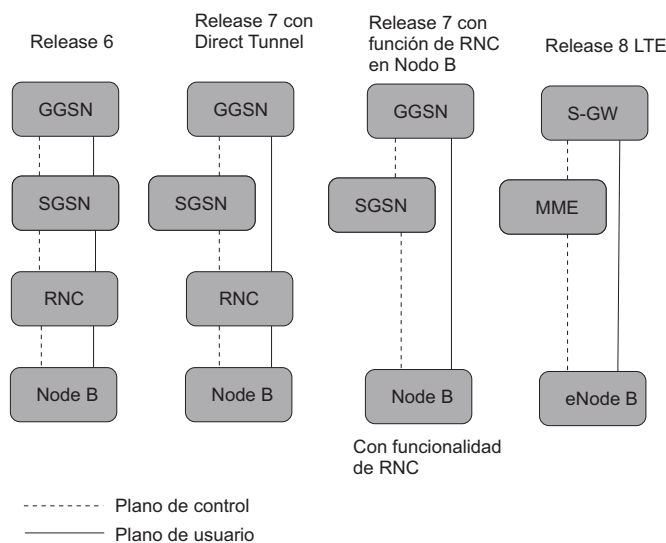 Release 6
Release 7 con
Direct Tunnel
Release 7 con
función de RNC
en Nodo B
Release 8 LTE
GGSN
GGSN
GGSN
S-GW
SGSN
SGSN
SGSN
MME
RNC
RNC
Node B
Node B
Node B
eNode B
Con funcionalidad
de RNC
Plano de control
Plano de usuario